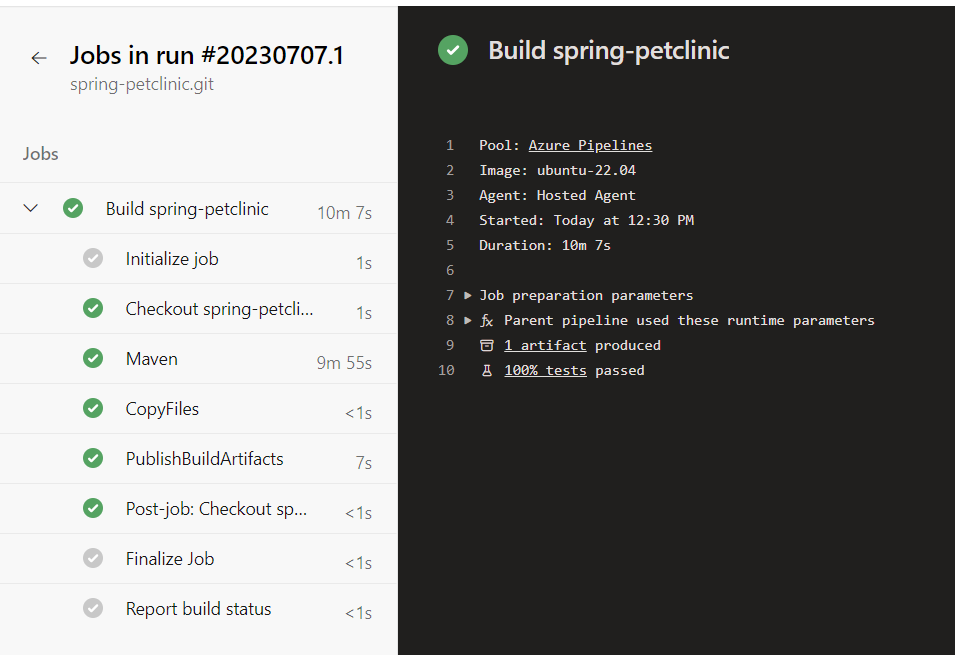 Jobs in run #20230707.1
spring-petclinic.git
Jobs
Build spring-petclinic 10m 7s
Initialize job 1s
Checkout spring-petcli... 1s
Maven 9m 55s
CopyFiles <1s
PublishBuildArtifacts 7s
Post-job: Checkout sp... <1s
Finalize Job <1s
Report build status <1s
Build spring-petclinic
1 Pool: Azure Pipelines
2 Image: ubuntu-22.04
3 Agent: Hosted Agent
4 Started: Today at 12:30 PM
5 Duration: 10m 7s
6
7 Job preparation parameters
8 fx Parent pipeline used these runtime parameters
9 1 artifact produced
10 100% tests passed